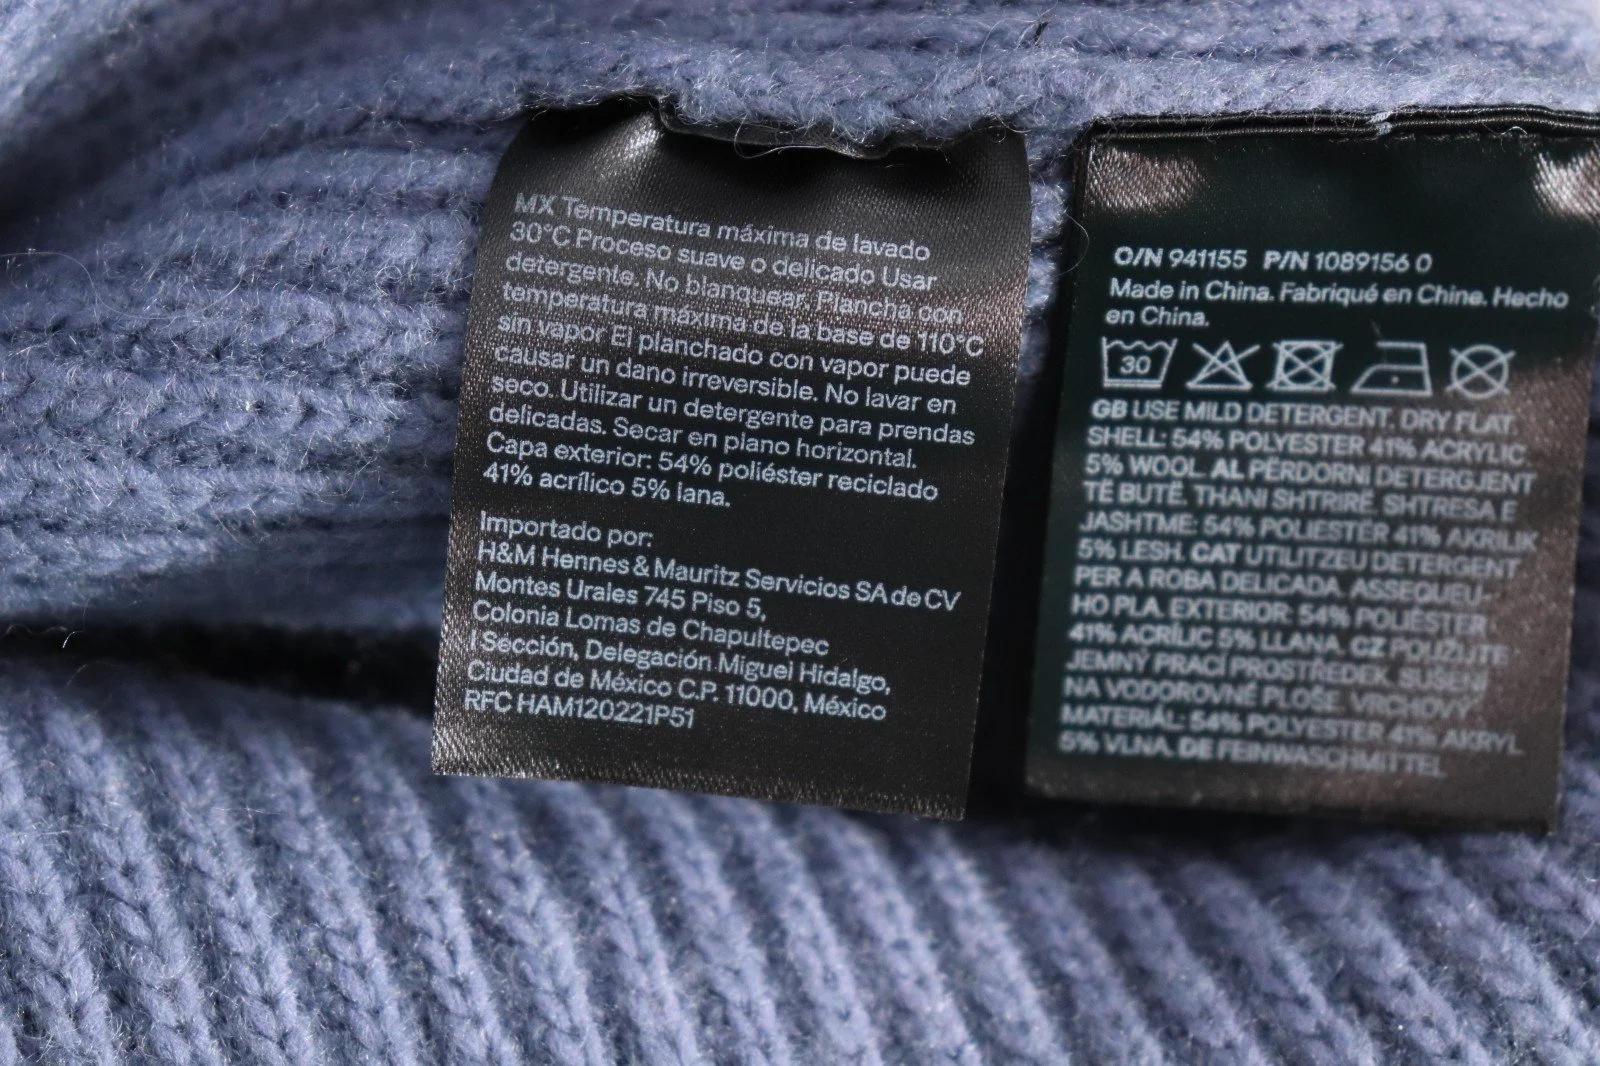 MX Temperatura máxima de lavado
30°C Proceso suave o delicado Usar
detergente. No blanquear. Plancha con
temperatura máxima de la base de 110°C
sin vapor El planchado con vapor puede
causar un dano irreversible. No lavar en
seco. Utilizar un detergente para prendas
delicadas. Secar en plano horizontal.
Capa exterior: 54% poliéster reciclado
41% acrílico 5% lana.
Importado por:
H&M Hennes & Mauritz Servicios SA de CV
Montes Urales 745 Piso 5,
Colonia Lomas de Chapultepec
I Sección, Delegación Miguel Hidalgo,
Ciudad de México C.P. 11000, México
RFC HAM120221P51
O/N 941155 P/N 1089156 0
Made in China. Fabriqué en Chine. Hecho
en China.
30
GB USE MILD DETERGENT. DRY FLAT.
SHELL: 54% POLYESTER 41% ACRYLIC
5% WOOL. AL PËRDORNI DETERGJENT
TË BUTË. THANI SHTRIRË. SHTRESA E
JASHTME: 54% POLIESTËR 41% AKRILIK
5% LESH. CAT UTILITZEU DETERGENT
PER A ROBA DELICADA. ASSEQUEU-
HO PLA. EXTERIOR: 54% POLIÈSTER
41% ACRÍLIC 5% LLANA. CZ POUŽIJTE
JEMNÝ PRACÍ PROSTŘEDEK. SUŠENÍ
NA VODOROVNÉ PLOŠE. VRCHOVÝ
MATERIÁL: 54% POLYESTER 41% AKRYL
5% VLNA. DE FEINWASCHMITTEL